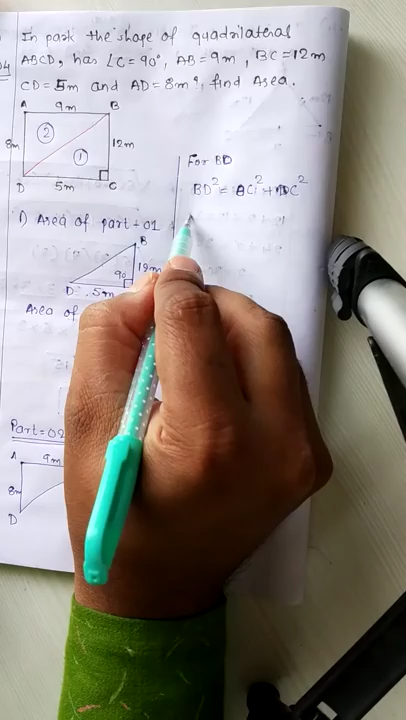 In park the shape of quadrilateral
ABCD, has ∠C = 90°, AB = 9m, BC = 12m
CD = 5m and AD = 8m?, find Area.
A 9m B
8m 2 1 12m
D 5m C
For BD
BD² = BC² + DC²
1) Area of part - 01
B
12m
90
D 5m
Area of
Part = 02
A 9m
8m
D